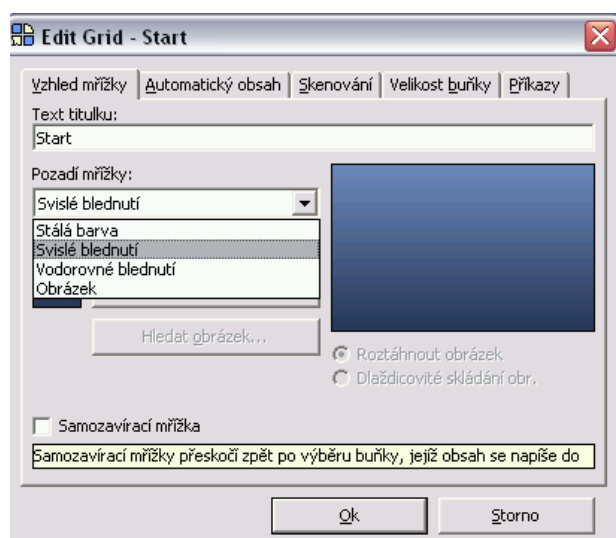 Edit Grid - Start
Vzhled mřížky Automatický obsah Skenování Velikost buňky Příkazy
Text titulku:
Start
Pozadí mřížky:
Svislé blednutí
Stálá barva
Svislé blednutí
Vodorovné blednutí
Obrázek
Hledat obrázek...
Roztáhnout obrázek
Dlaždicovité skládání obr.
Samozavírací mřížka
Samozavírací mřížky přeskočí zpět po výběru buňky, jejíž obsah se napíše do
Ok Storno